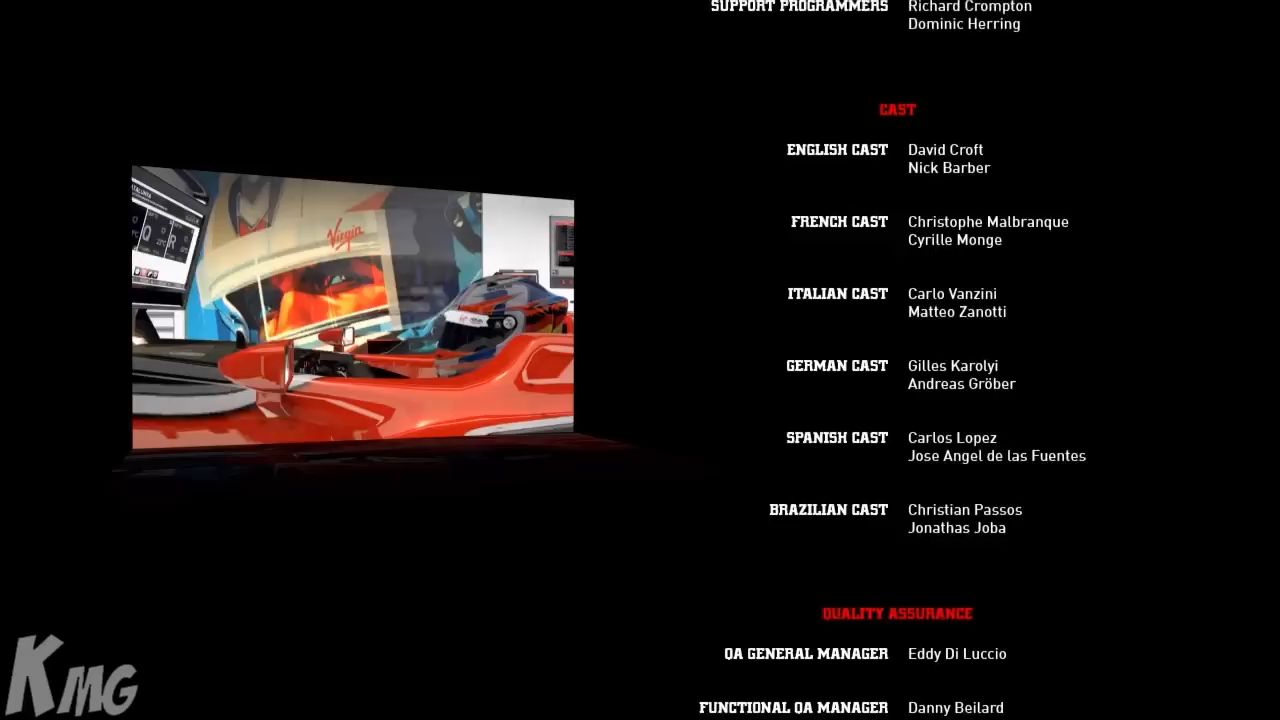 SUPPORT PROGRAMMERS Richard Crompton
Dominic Herring
CAST
ENGLISH CAST David Croft
Nick Barber
FRENCH CAST Christophe Malbranque
Cyrille Monge
ITALIAN CAST Carlo Vanzini
Matteo Zanotti
GERMAN CAST Gilles Karolyi
Andreas Gröber
SPANISH CAST Carlos Lopez
Jose Angel de las Fuentes
BRAZILIAN CAST Christian Passos
Jonathas Joba
QUALITY ASSURANCE
QA GENERAL MANAGER Eddy Di Luccio
FUNCTIONAL QA MANAGER Danny Beilard
Virgin
Q R
KMG